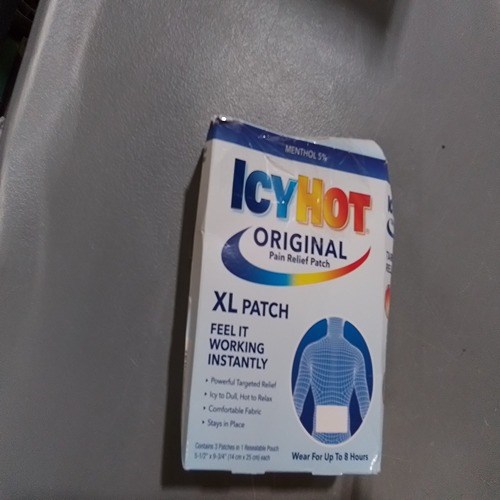 MENTHOL 5%
ICYHOT
ORIGINAL
Pain Relief Patch
XL PATCH
FEEL IT
WORKING
INSTANTLY
• Powerful Targeted Relief
• Icy to Dull, Hot to Relax
• Comfortable Fabric
• Stays in Place
Contains 3 Patches in 1 Resealable Pouch
5-1/2" x 9-3/4" (14 cm x 25 cm) each
Wear For Up To 8 Hours